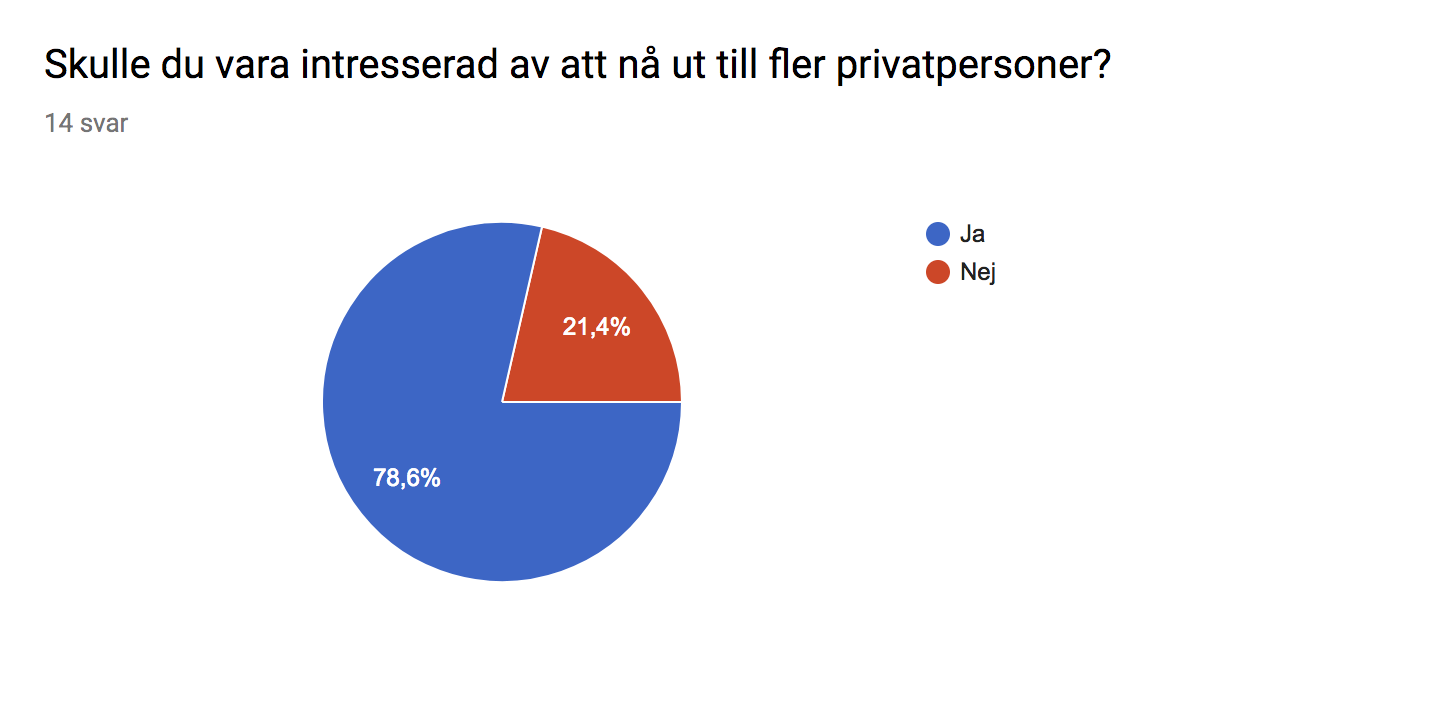 Skulle du vara intresserad av att nå ut till fler privatpersoner?
14 svar
Ja
Nej
21,4%
78,6%